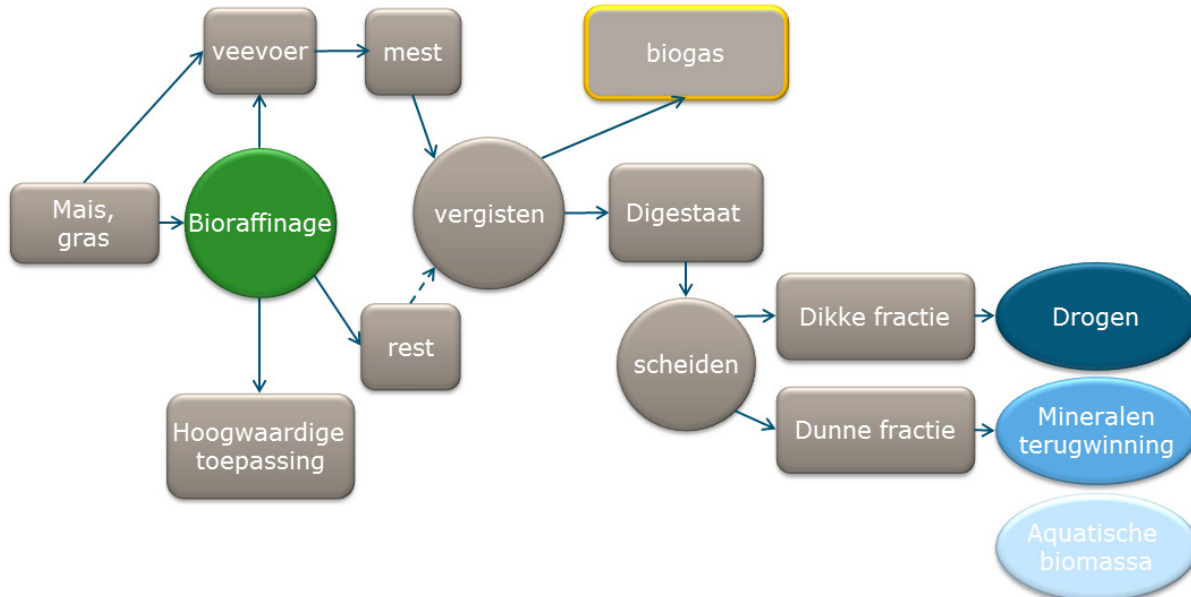 veevoer
mest
biogas
Mais,
gras
Bioraffinage
vergisten
Digestaat
rest
Hoogwaardige
toepassing
scheiden
Dikke fractie
Drogen
Dunne fractie
Mineralen
terugwinning
Aquatische
biomassa